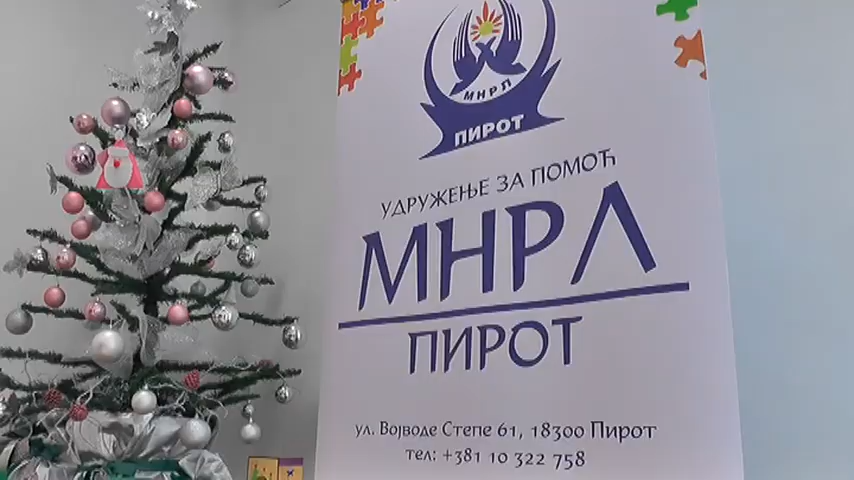 МНРЛ
ПИРОТ
УДРУЖЕЊЕ ЗА ПОМОЋ
МНРЛ
ПИРОТ
ул. Војводе Степе 61, 18300 Пирот
тел: +381 10 322 758